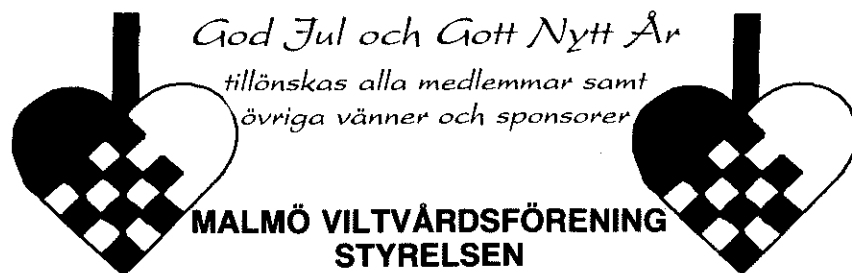 God Jul och Gott Nytt År
tillönskas alla medlemmar samt
övriga vänner och sponsorer
MALMÖ VILTVÅRDSFÖRENING
STYRELSEN